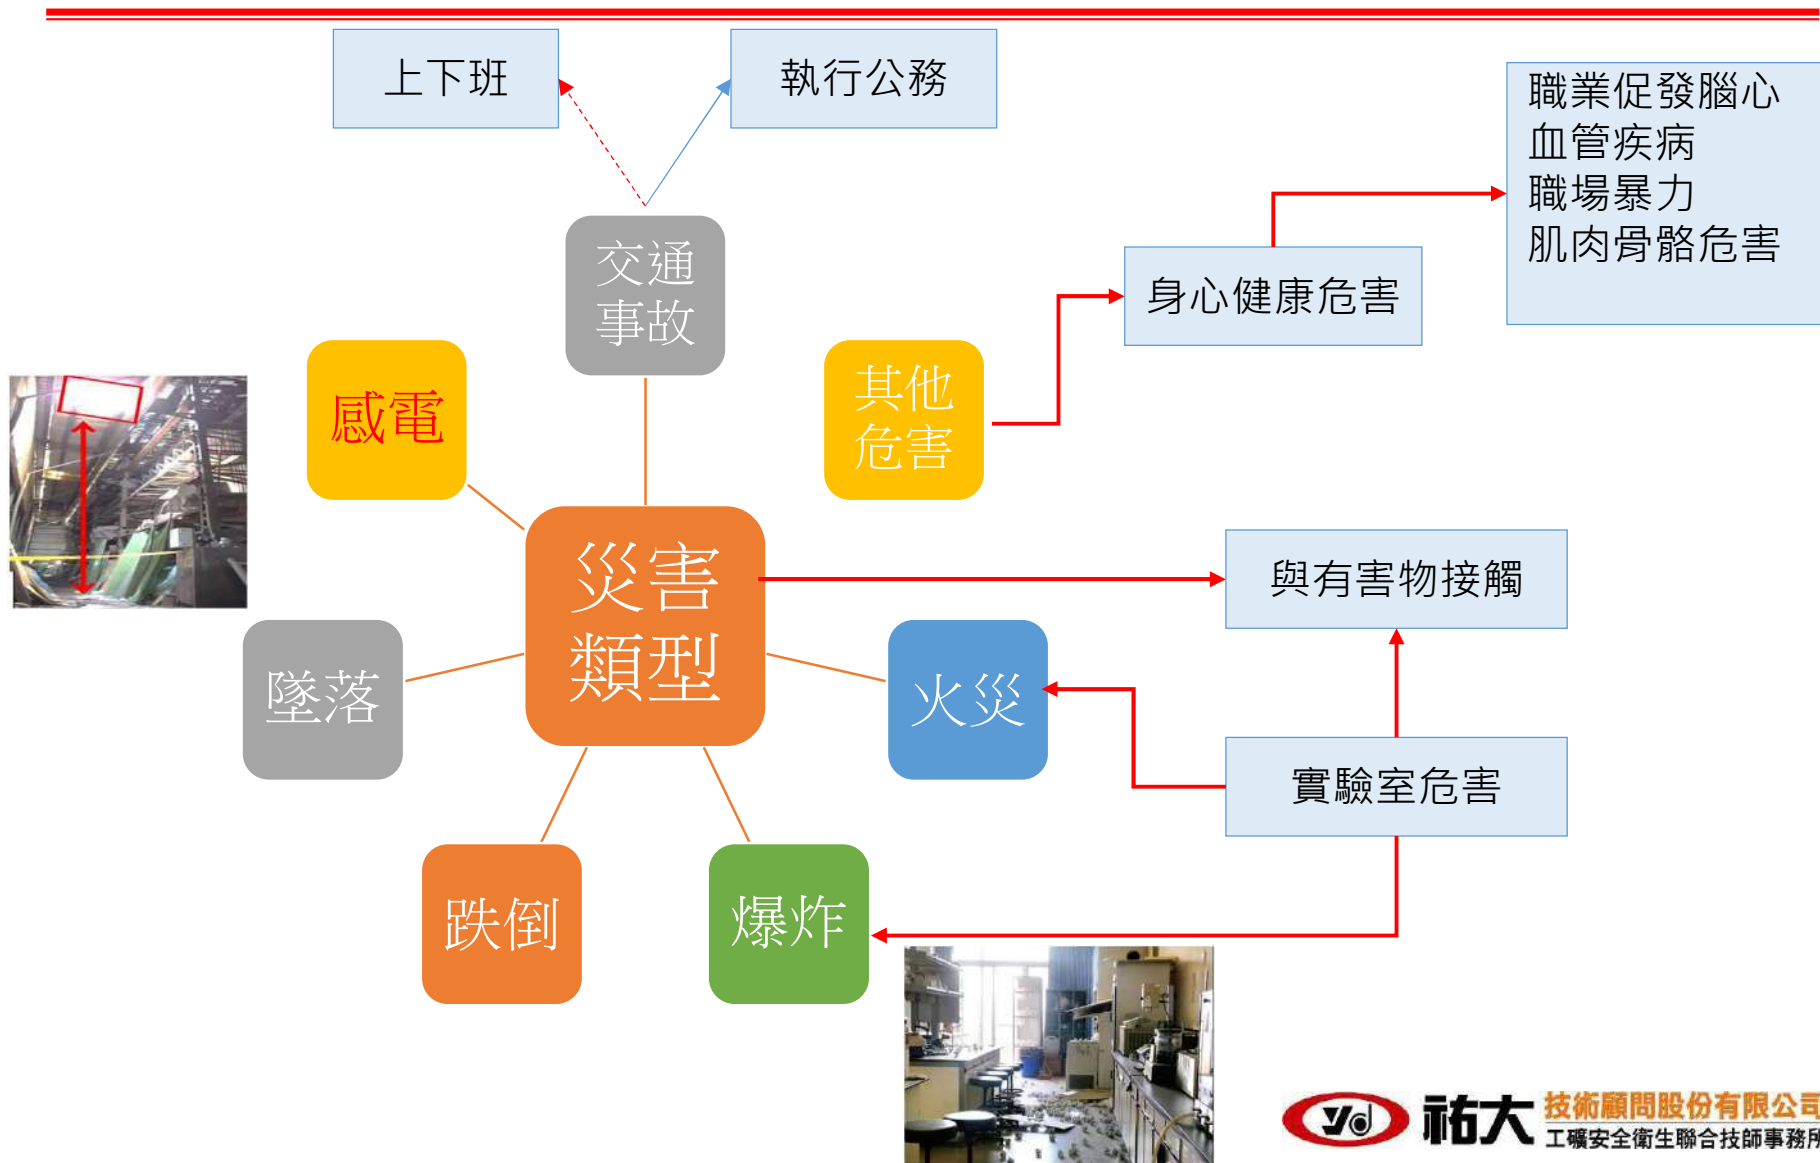 上下班
執行公務
職業促發腦心
血管疾病
職場暴力
肌肉骨骼危害
交通
事故
身心健康危害
感電
其他
危害
災害
類型
與有害物接觸
墜落
火災
實驗室危害
跌倒
爆炸
yd
祐大
技術顧問股份有限公司
工礦安全衛生聯合技師事務所